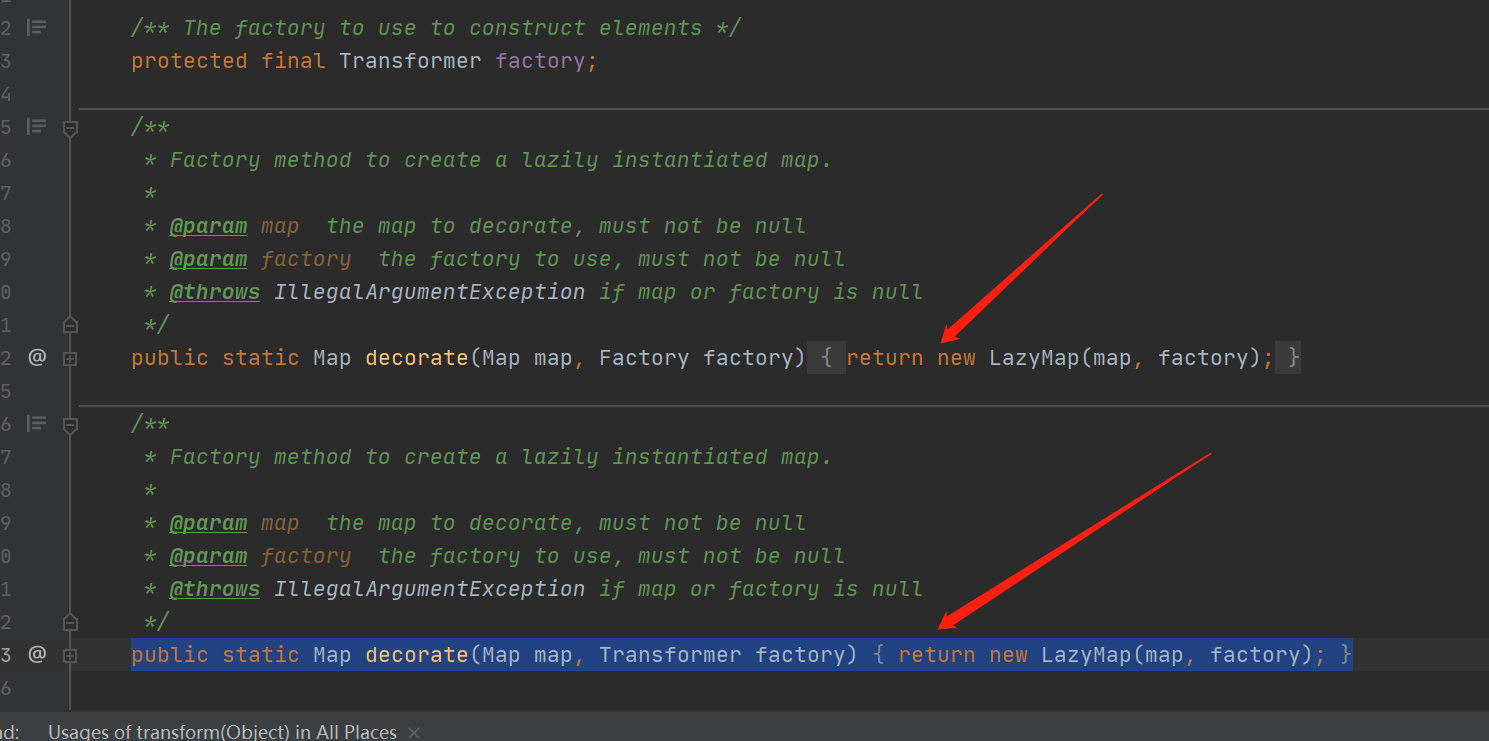 2 /** The factory to use to construct elements */
3 protected final Transformer factory;
4
5 /**
6 * Factory method to create a lazily instantiated map.
7 *
8 * @param map the map to decorate, must not be null
9 * @param factory the factory to use, must not be null
0 * @throws IllegalArgumentException if map or factory is null
1 */
2 @ public static Map decorate(Map map, Factory factory) { return new LazyMap(map, factory); }
5
6 /**
7 * Factory method to create a lazily instantiated map.
8 *
9 * @param map the map to decorate, must not be null
0 * @param factory the factory to use, must not be null
1 * @throws IllegalArgumentException if map or factory is null
2 */
3 @ public static Map decorate(Map map, Transformer factory) { return new LazyMap(map, factory); }
6
nd: Usages of transform(Object) in All Places ×